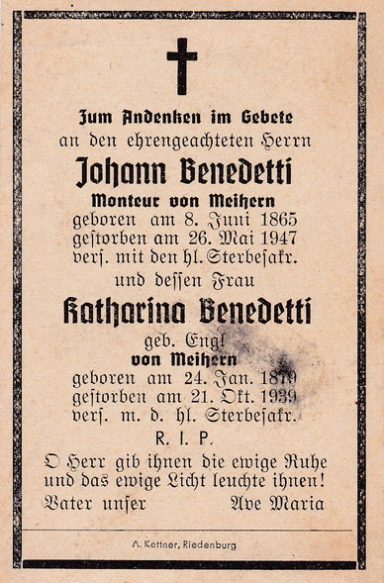 Zum Andenken im Gebete
an den ehrengeachteten Herrn
Johann Benedetti
Monteur von Meihern
geboren am 8. Juni 1865
gestorben am 26. Mai 1947
vers. mit den hl. Sterbesakr.
und dessen Frau
Katharina Benedetti
geb. Engl
von Meihern
geboren am 24. Jan. 1879
gestorben am 21. Okt. 1939
vers. m. d. hl. Sterbesakr.
R. I. P.
O Herr gib ihnen die ewige Ruhe
und das ewige Licht leuchte ihnen!
Vater unser Ave Maria
A. Kattner, Riedenburg